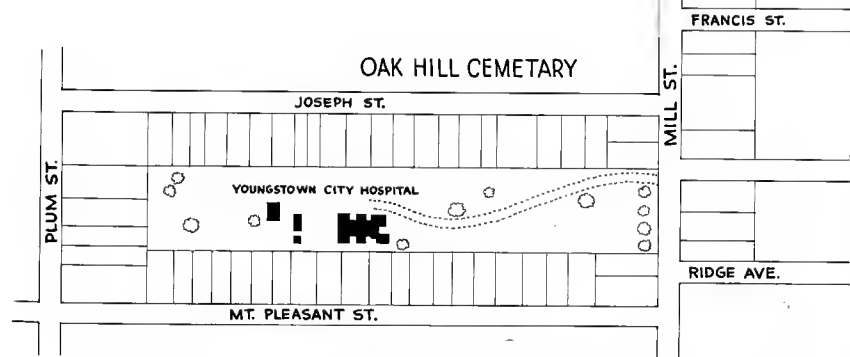 FRANCIS ST.
OAK HILL CEMETARY
JOSEPH ST.
MILL ST.
PLUM ST.
YOUNGSTOWN CITY HOSPITAL
RIDGE AVE.
MT. PLEASANT ST.